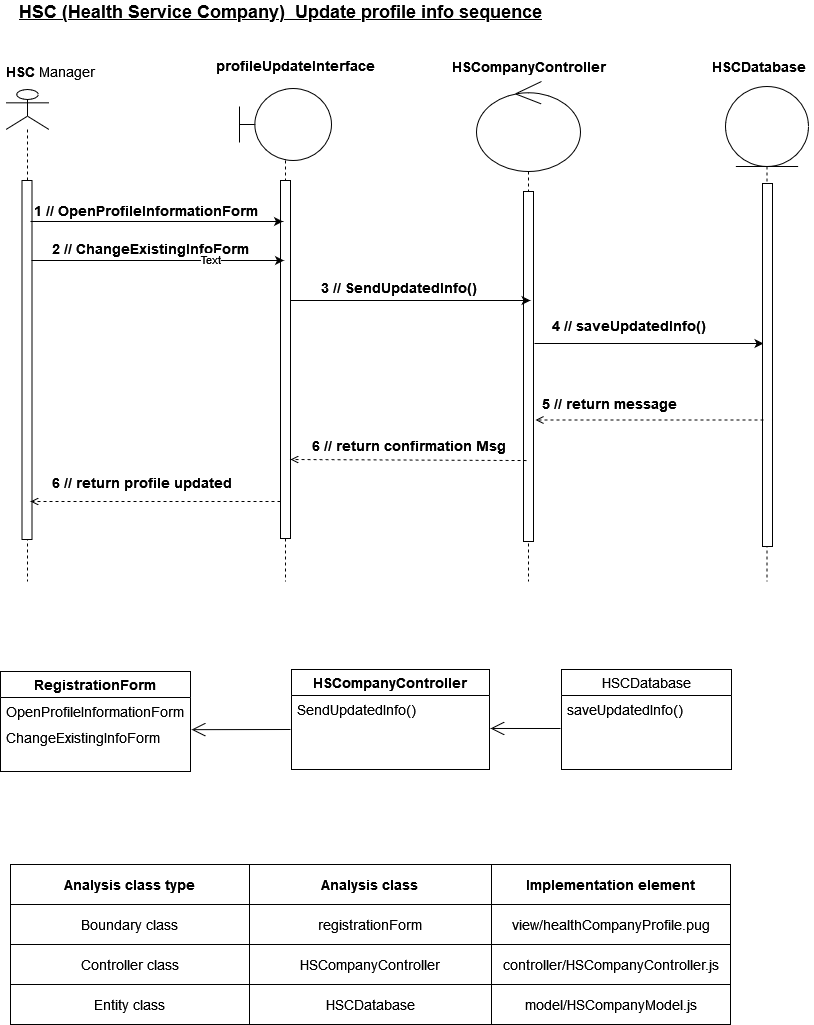 HSC (Health Service Company)  Update profile info sequence
HSC Manager
profileUpdateInterface
HSCompanyController
HSCDatabase
1 // OpenProfileInformationForm
2 // ChangeExistingInfoForm
Text
3 // SendUpdatedInfo()
4 // saveUpdatedInfo()
5 // return message
6 // return confirmation Msg
6 // return profile updated
RegistrationForm
OpenProfileInformationForm
ChangeExistingInfoForm
HSCompanyController
SendUpdatedInfo()
HSCDatabase
saveUpdatedInfo()
Analysis class type Analysis class Implementation element
Boundary class registrationForm view/healthCompanyProfile.pug
Controller class HSCompanyController controller/HSCompanyController.js
Entity class HSCDatabase model/HSCompanyModel.js